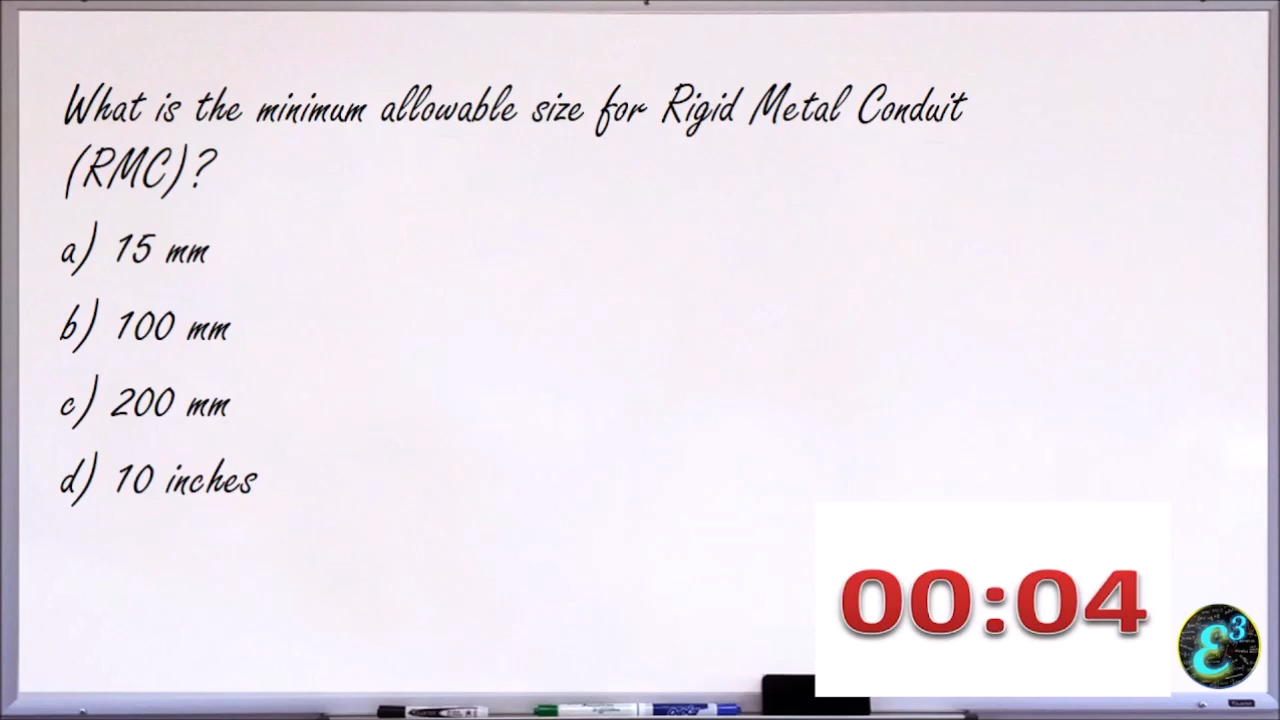 What is the minimum allowable size for Rigid Metal Conduit
(RMC)?
a) 15 mm
b) 100 mm
c) 200 mm
d) 10 inches
00:04
ε3